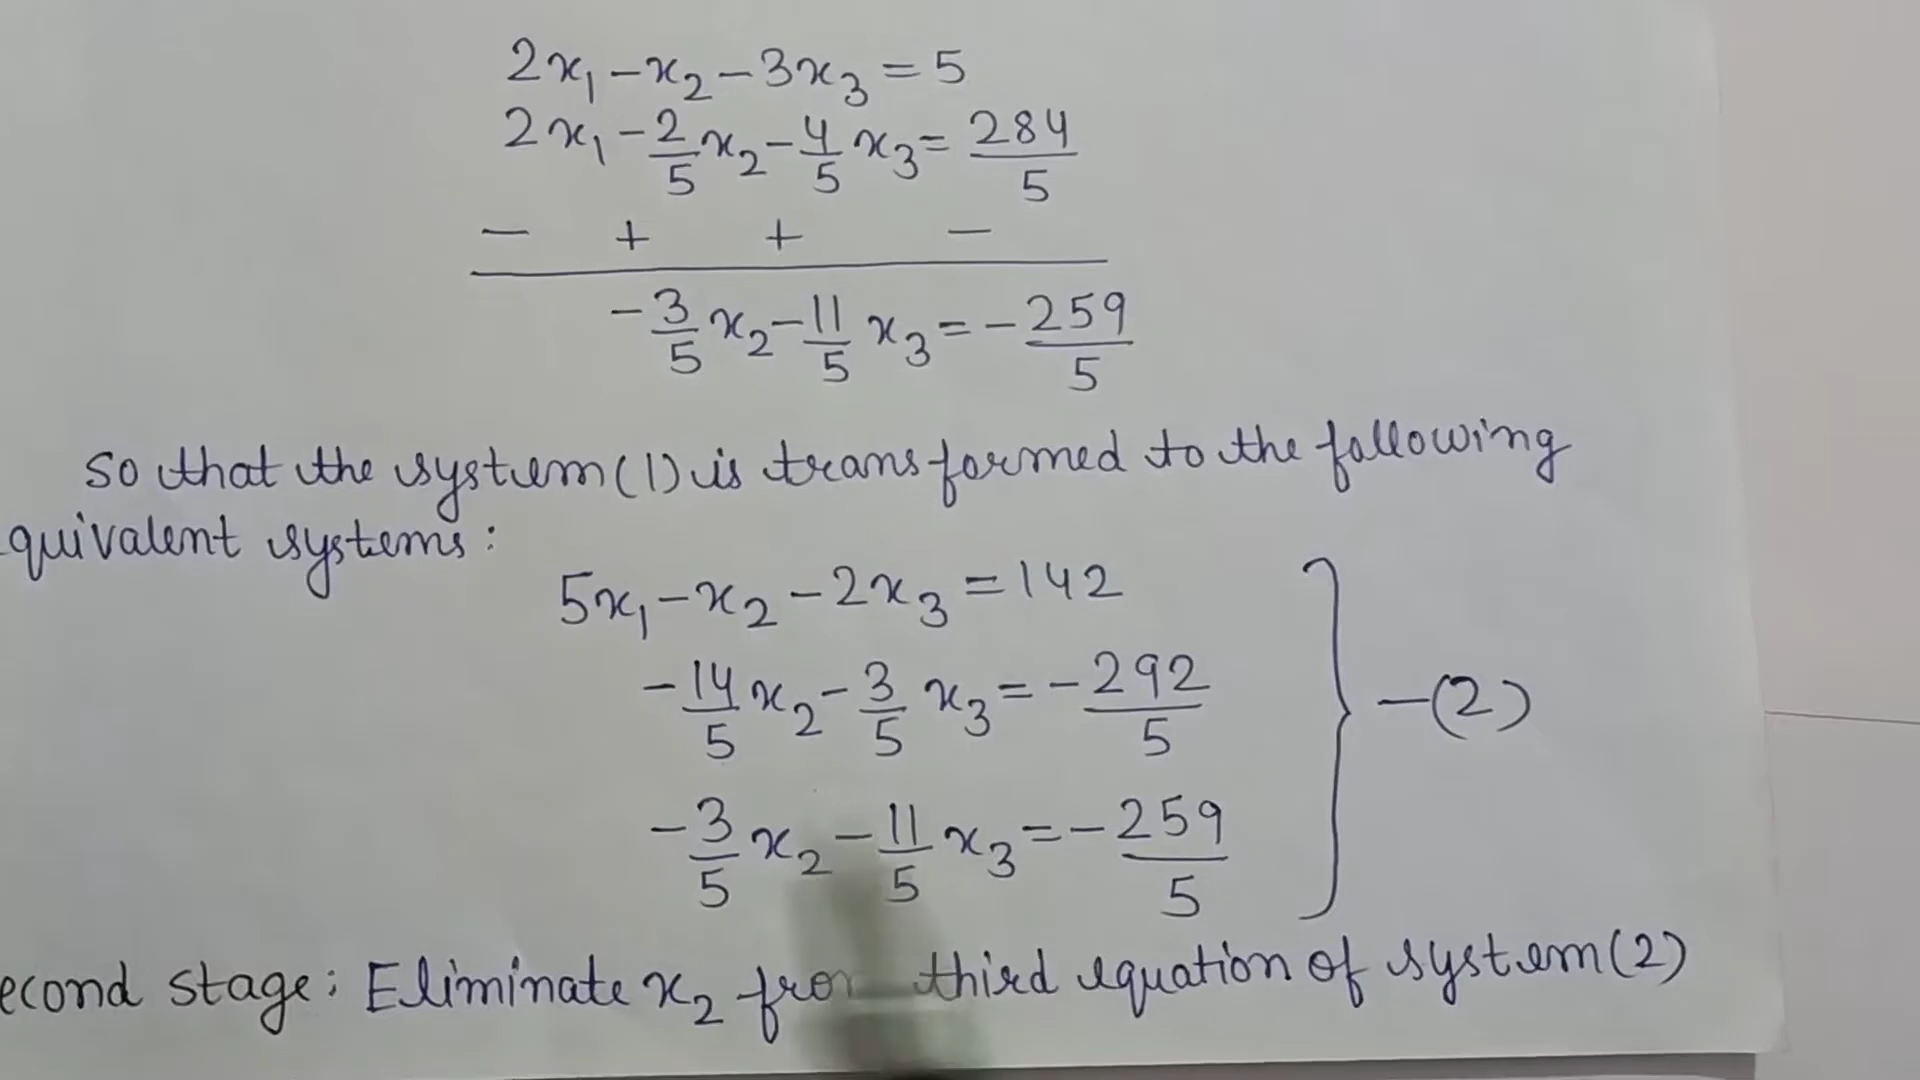 2x₁ - x₂ - 3x₃ = 5
2x₁ - 2/5 x₂ - 4/5 x₃ = 284/5
- + + -
-3/5 x₂ - 11/5 x₃ = -259/5
so that the system (1) is transformed to the following
quivalent systems:
5x₁ - x₂ - 2x₃ = 142
-14/5 x₂ - 3/5 x₃ = -292/5
-(2)
-3/5 x₂ - 11/5 x₃ = -259/5
econd stage: Eliminate x₂ from third equation of system (2)